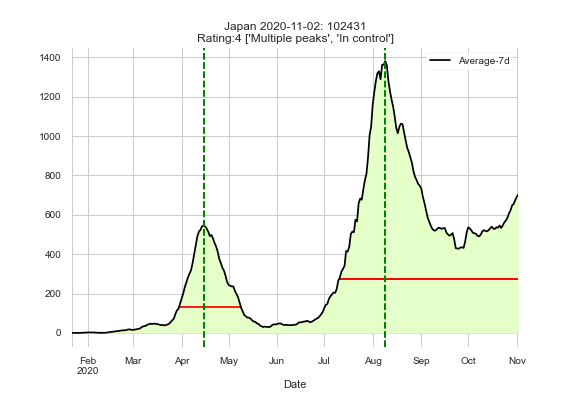 Japan 2020-11-02: 102431
Rating:4 ['Multiple peaks', 'In control']
Average-7d
1400
1200
1000
800
600
400
200
0
Feb Mar Apr May Jun Jul Aug Sep Oct Nov
2020
Date